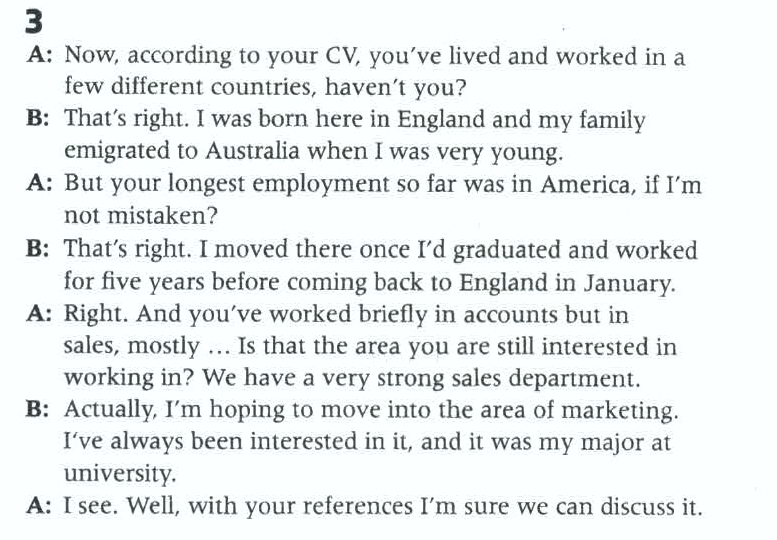 3
A: Now, according to your CV, you've lived and worked in a
few different countries, haven't you?
B: That's right. I was born here in England and my family
emigrated to Australia when I was very young.
A: But your longest employment so far was in America, if I'm
not mistaken?
B: That's right. I moved there once I'd graduated and worked
for five years before coming back to England in January.
A: Right. And you've worked briefly in accounts but in
sales, mostly … Is that the area you are still interested in
working in? We have a very strong sales department.
B: Actually, I'm hoping to move into the area of marketing.
I've always been interested in it, and it was my major at
university.
A: I see. Well, with your references I'm sure we can discuss it.